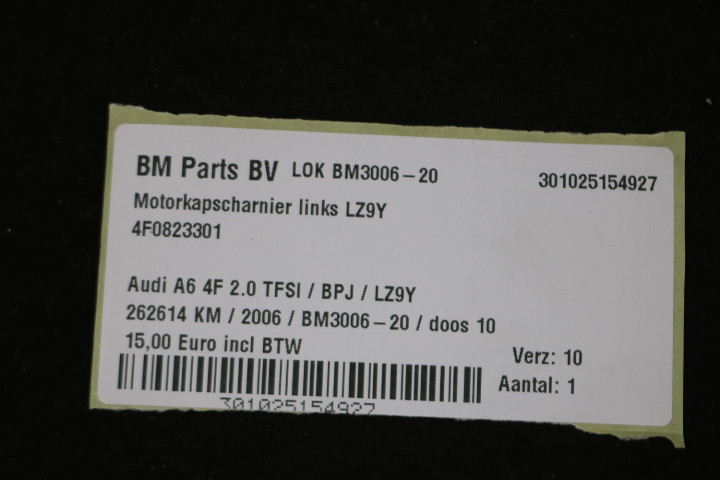 BM Parts BV LOK BM3006-20 301025154927
Motorkapscharnier links LZ9Y
4F0823301
Audi A6 4F 2.0 TFSI / BPJ / LZ9Y
262614 KM / 2006 / BM3006-20 / doos 10
15,00 Euro incl BTW Verz: 10
Aantal: 1
301025154927